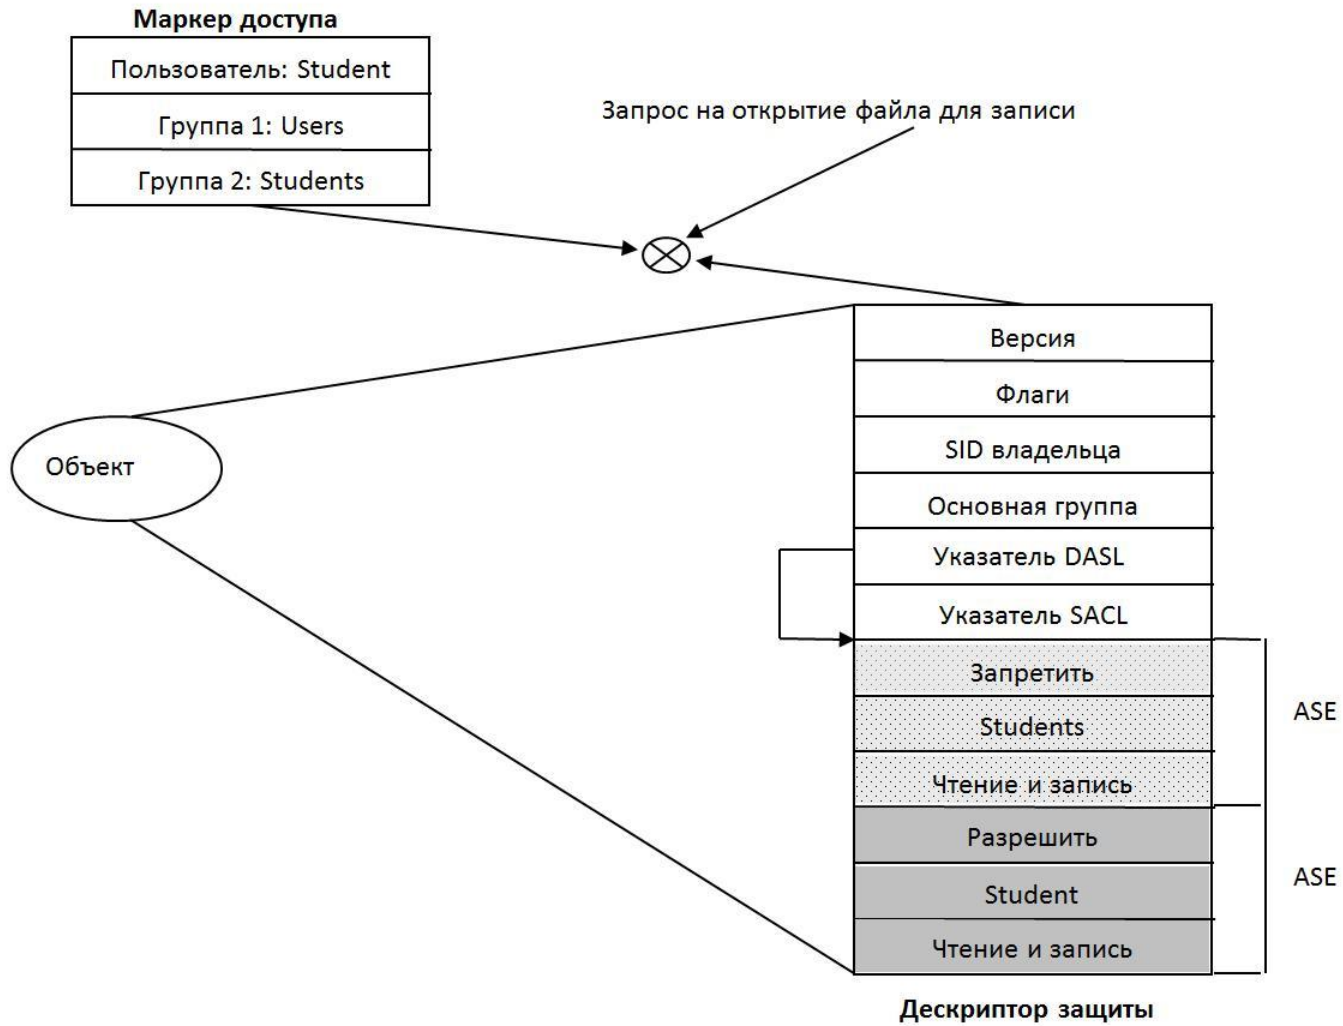 Маркер доступа
Пользователь: Student
Группа 1: Users
Группа 2: Students
Запрос на открытие файла для записи
Объект
Версия
Флаги
SID владельца
Основная группа
Указатель DASL
Указатель SACL
Запретить
Students
Чтение и запись
ASE
Разрешить
Student
Чтение и запись
ASE
Дескриптор защиты